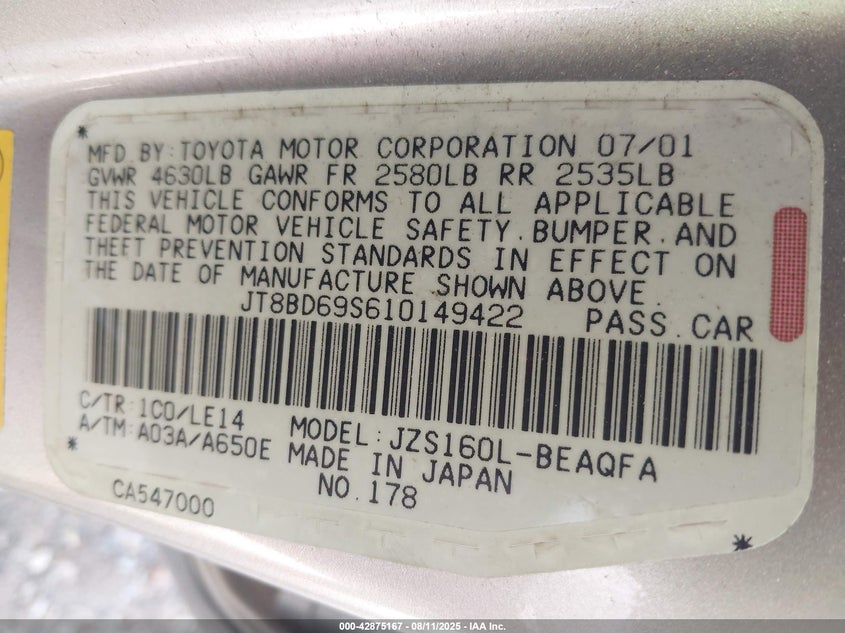 MFD. BY: TOYOTA MOTOR CORPORATION 07/01
GVWR 4630LB GAWR FR 2580LB RR 2535LB
THIS VEHICLE CONFORMS TO ALL APPLICABLE
FEDERAL MOTOR VEHICLE SAFETY, BUMPER, AND
THEFT PREVENTION STANDARDS IN EFFECT ON
THE DATE OF MANUFACTURE SHOWN ABOVE.
JT8BD69S610149422 PASS. CAR
C/TR: 1C0/LE14
A/TM: A03A/A650E
MODEL: JZS160L-BEAQFA
MADE IN JAPAN
NO. 178
CA547000
000-42875167 - 08/11/2025 - IAA Inc.